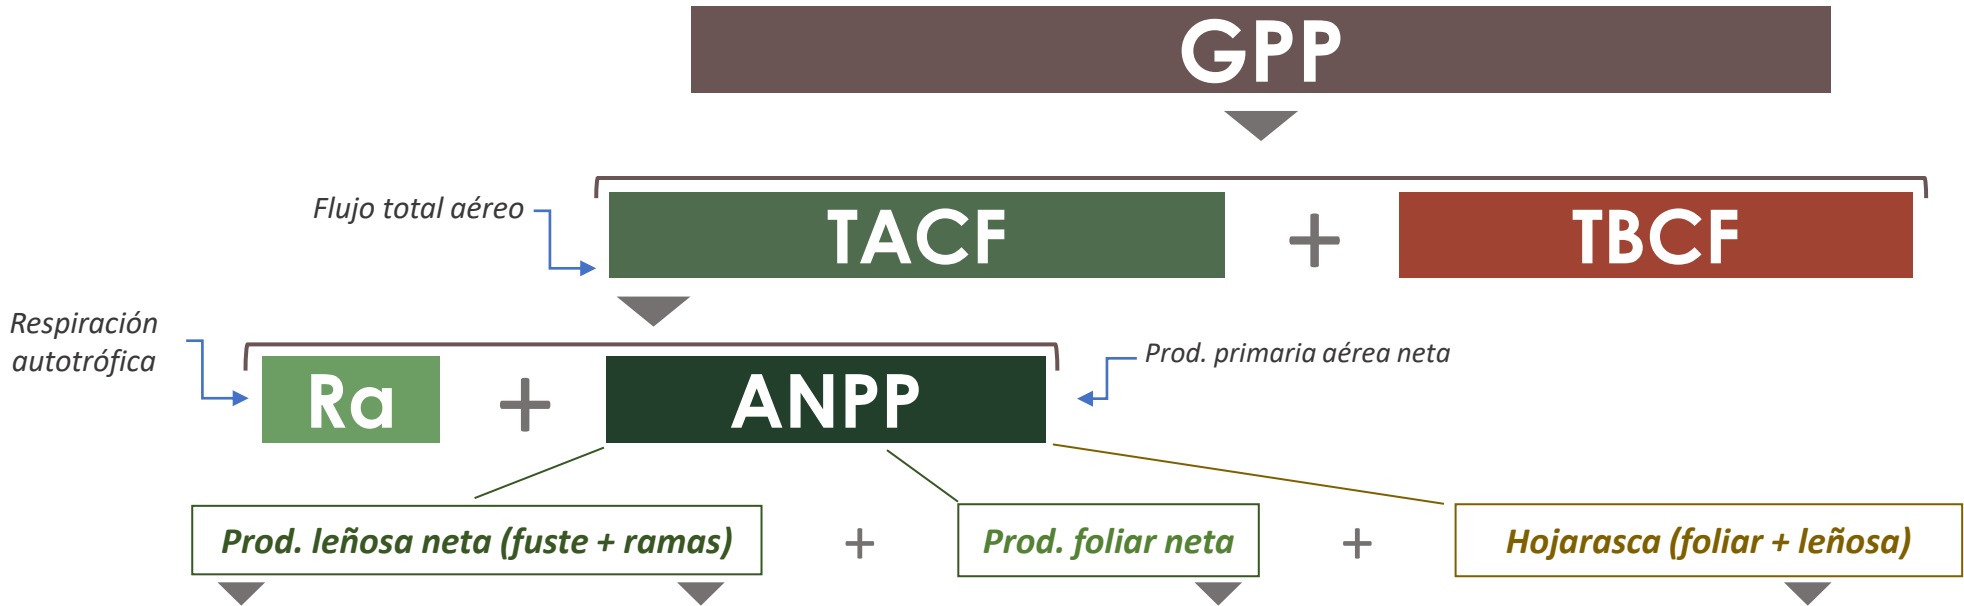 GPP
Flujo total aéreo
TACF + TBCF
Respiración
autotrófica
Ra + ANPP
Prod. primaria aérea neta
Prod. leñosa neta (fuste + ramas) + Prod. foliar neta + Hojarasca (foliar + leñosa)